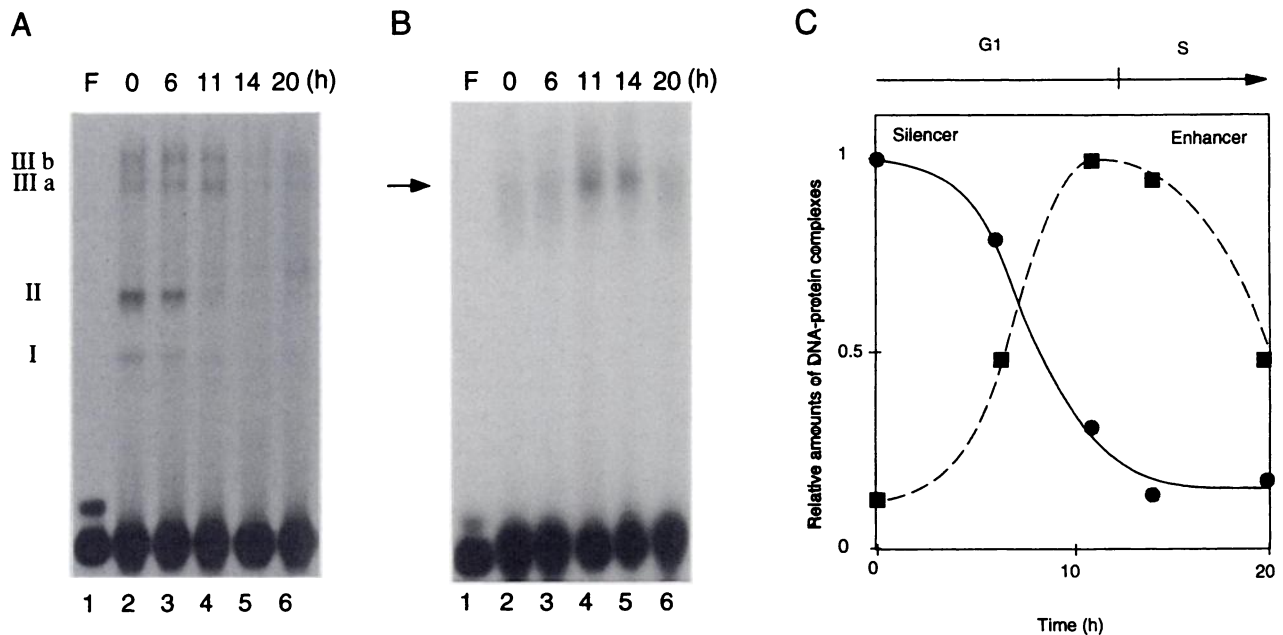 A
F 0 6 11 14 20 (h)
III b
III a
II
I
1 2 3 4 5 6
B
F 0 6 11 14 20 (h)
1 2 3 4 5 6
C
G1 S
Silencer Enhancer
Relative amounts of DNA-protein complexes
1
0.5
0
0 10 20
Time (h)